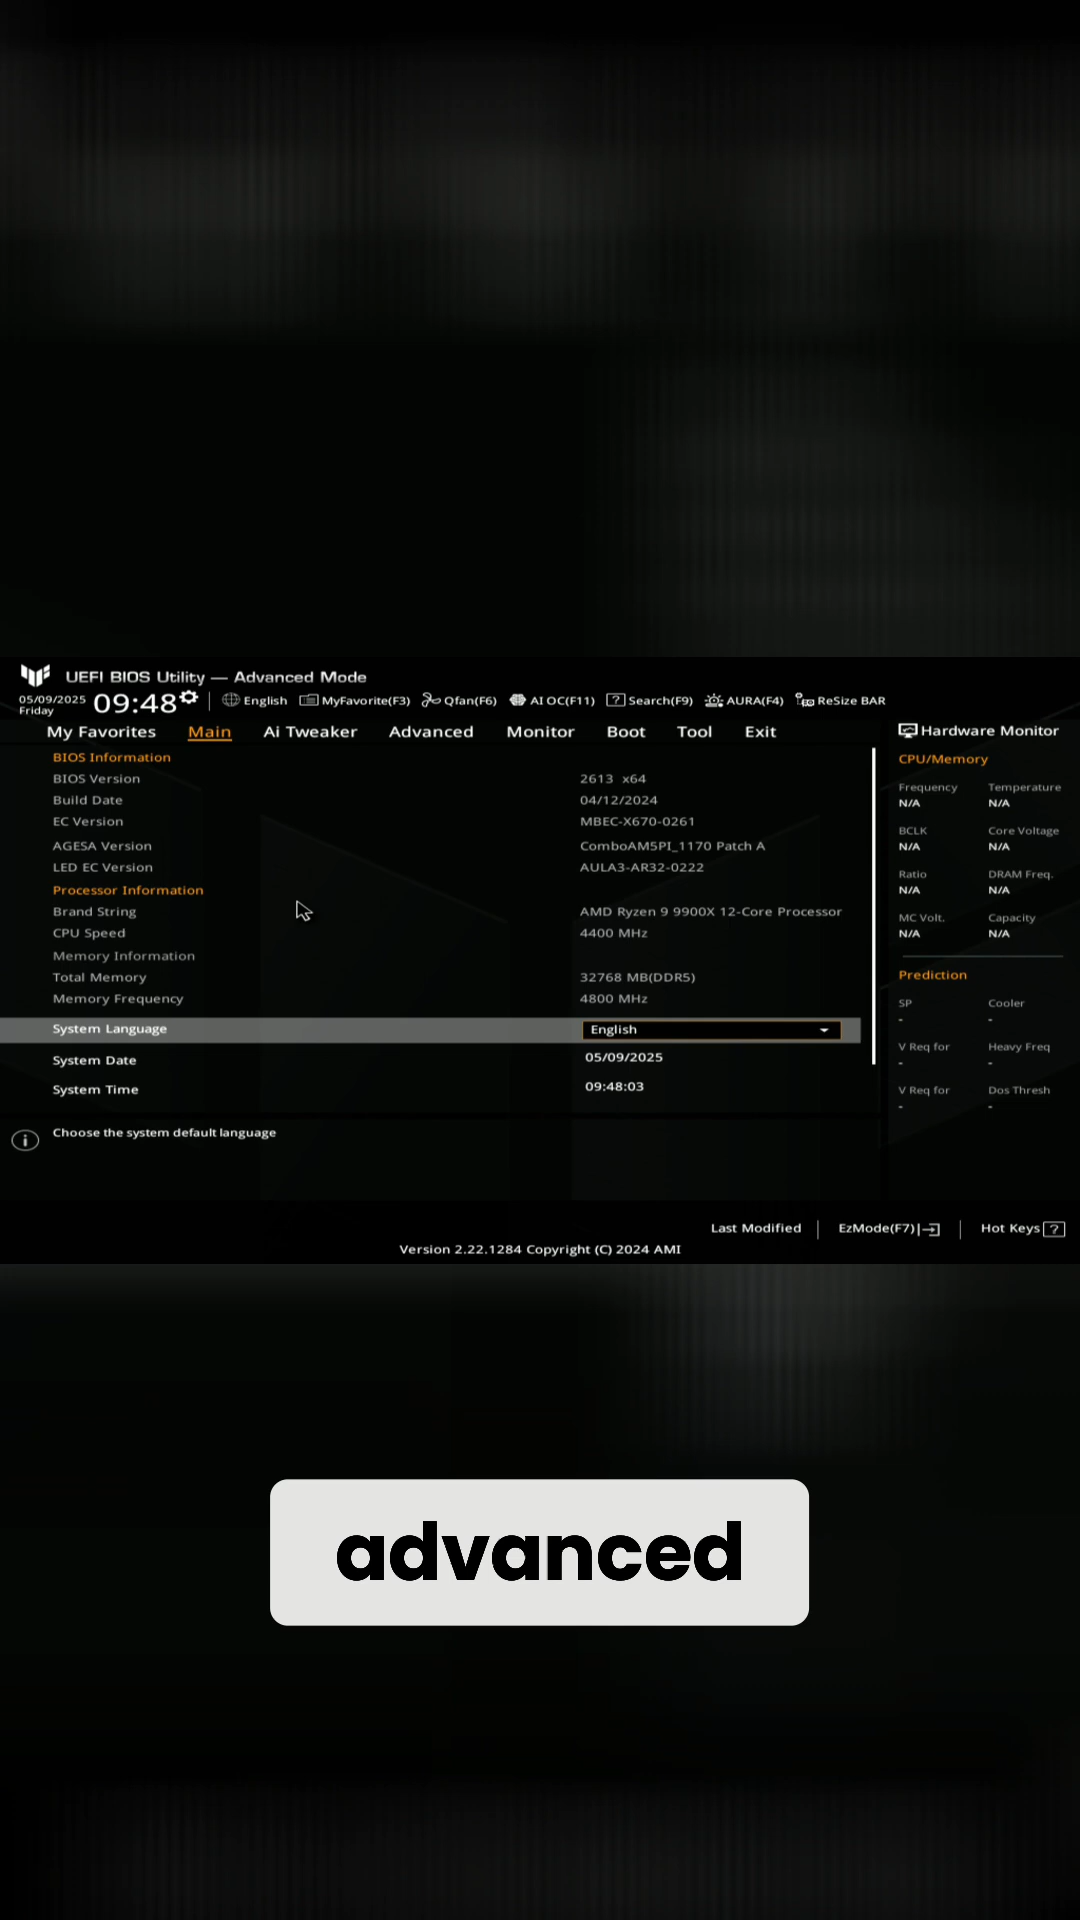 UEFI BIOS Utility — Advanced Mode
05/09/2025
Friday
09:48
English
MyFavorite(F3)
Qfan(F6)
AI OC(F11)
Search(F9)
AURA(F4)
ReSize BAR
My Favorites
Main
Ai Tweaker
Advanced
Monitor
Boot
Tool
Exit
BIOS Information
BIOS Version 2613 x64
Build Date 04/12/2024
EC Version MBEC-X670-0261
AGESA Version ComboAM5PI_1170 Patch A
LED EC Version AULA3-AR32-0222
Processor Information
Brand String AMD Ryzen 9 9900X 12-Core Processor
CPU Speed 4400 MHz
Memory Information
Total Memory 32768 MB(DDR5)
Memory Frequency 4800 MHz
System Language English
System Date 05/09/2025
System Time 09:48:03
Choose the system default language
Hardware Monitor
CPU/Memory
Frequency Temperature
N/A N/A
BCLK Core Voltage
N/A N/A
Ratio DRAM Freq.
N/A N/A
MC Volt. Capacity
N/A N/A
Prediction
SP Cooler
- -
V Req for Heavy Freq
- -
V Req for Dos Thresh
- -
Last Modified
EzMode(F7)
Hot Keys ?
Version 2.22.1284 Copyright (C) 2024 AMI
advanced